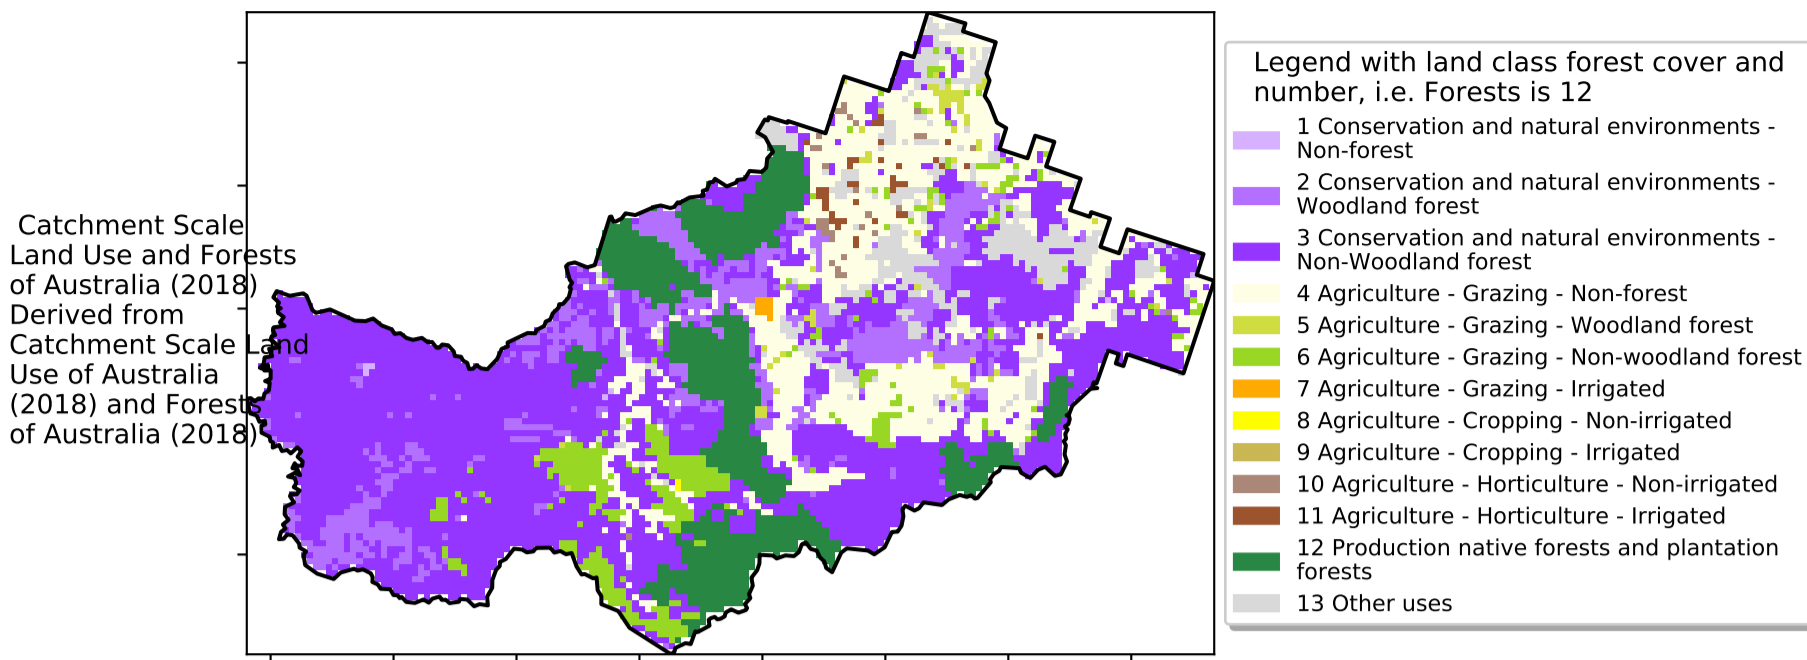 Catchment Scale
Land Use and Forests
of Australia (2018)
Derived from
Catchment Scale Land
Use of Australia
(2018) and Forests
of Australia (2018)
Legend with land class forest cover and
number, i.e. Forests is 12
1 Conservation and natural environments -
Non-forest
2 Conservation and natural environments -
Woodland forest
3 Conservation and natural environments -
Non-Woodland forest
4 Agriculture - Grazing - Non-forest
5 Agriculture - Grazing - Woodland forest
6 Agriculture - Grazing - Non-woodland forest
7 Agriculture - Grazing - Irrigated
8 Agriculture - Cropping - Non-irrigated
9 Agriculture - Cropping - Irrigated
10 Agriculture - Horticulture - Non-irrigated
11 Agriculture - Horticulture - Irrigated
12 Production native forests and plantation
forests
13 Other uses